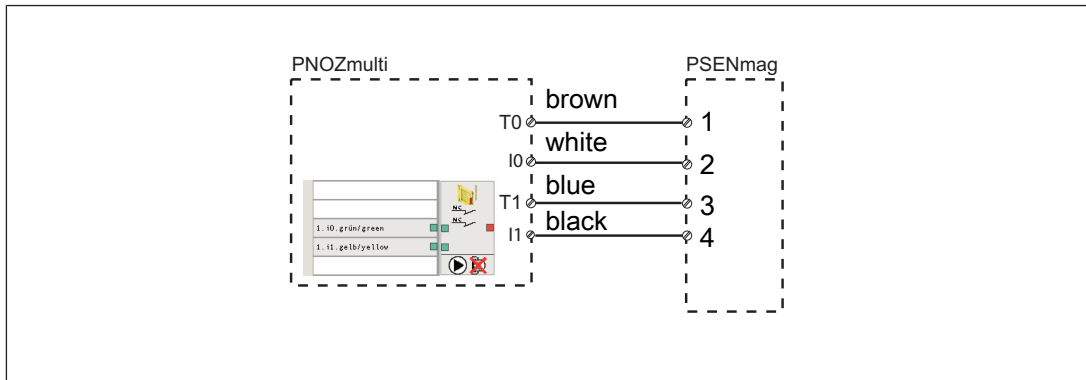 PNOZmulti
PSENmag
T0 brown 1
I0 white 2
T1 blue 3
I1 black 4
NC
NC
1.i0.grün/green
1.i1.gelb/yellow